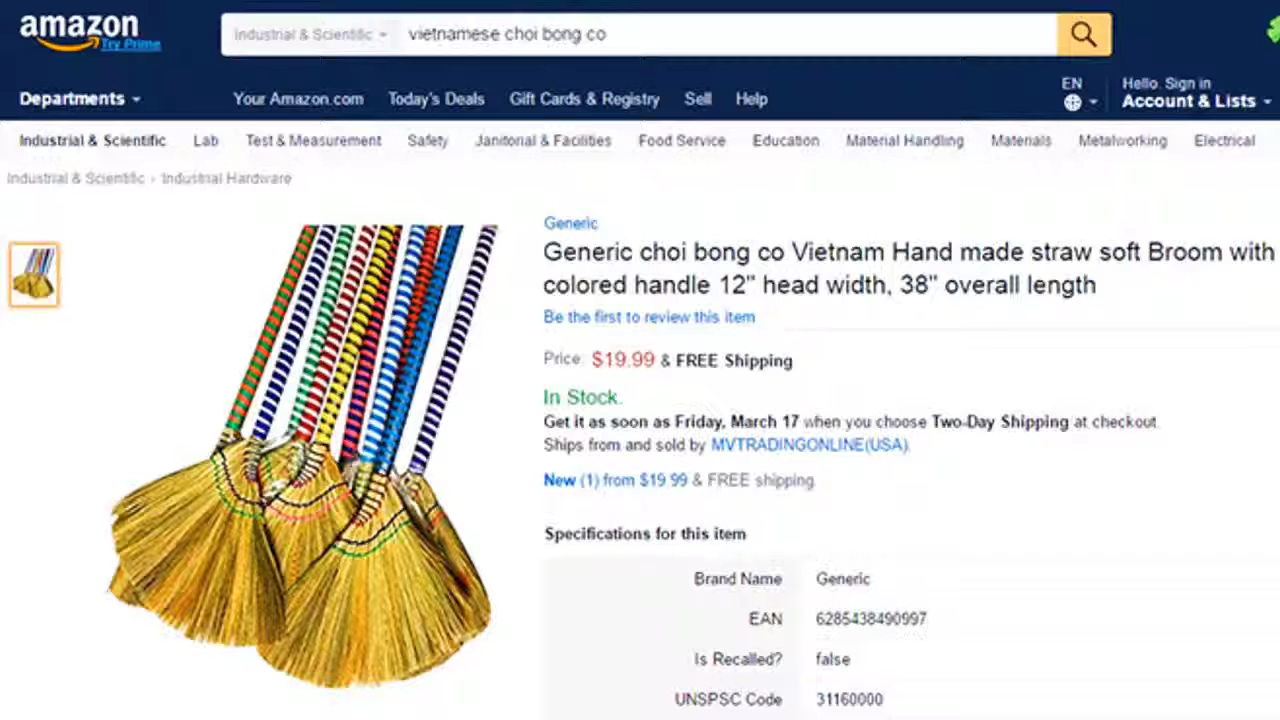 amazon
Try Prime
Industrial & Scientific
vietnamese choi bong co
EN
Hello. Sign in
Departments
Your Amazon.com
Today's Deals
Gift Cards & Registry
Sell
Help
Account & Lists
Industrial & Scientific
Lab
Test & Measurement
Safety
Janitorial & Facilities
Food Service
Education
Material Handling
Materials
Metalworking
Electrical
Industrial & Scientific › Industrial Hardware
Generic
Generic choi bong co Vietnam Hand made straw soft Broom with
colored handle 12" head width, 38" overall length
Be the first to review this item
Price: $19.99 & FREE Shipping
In Stock.
Get it as soon as Friday, March 17 when you choose Two-Day Shipping at checkout.
Ships from and sold by MVTRADINGONLINE(USA).
New (1) from $19.99 & FREE shipping.
Specifications for this item
Brand Name Generic
EAN 6285438490997
Is Recalled? false
UNSPSC Code 31160000